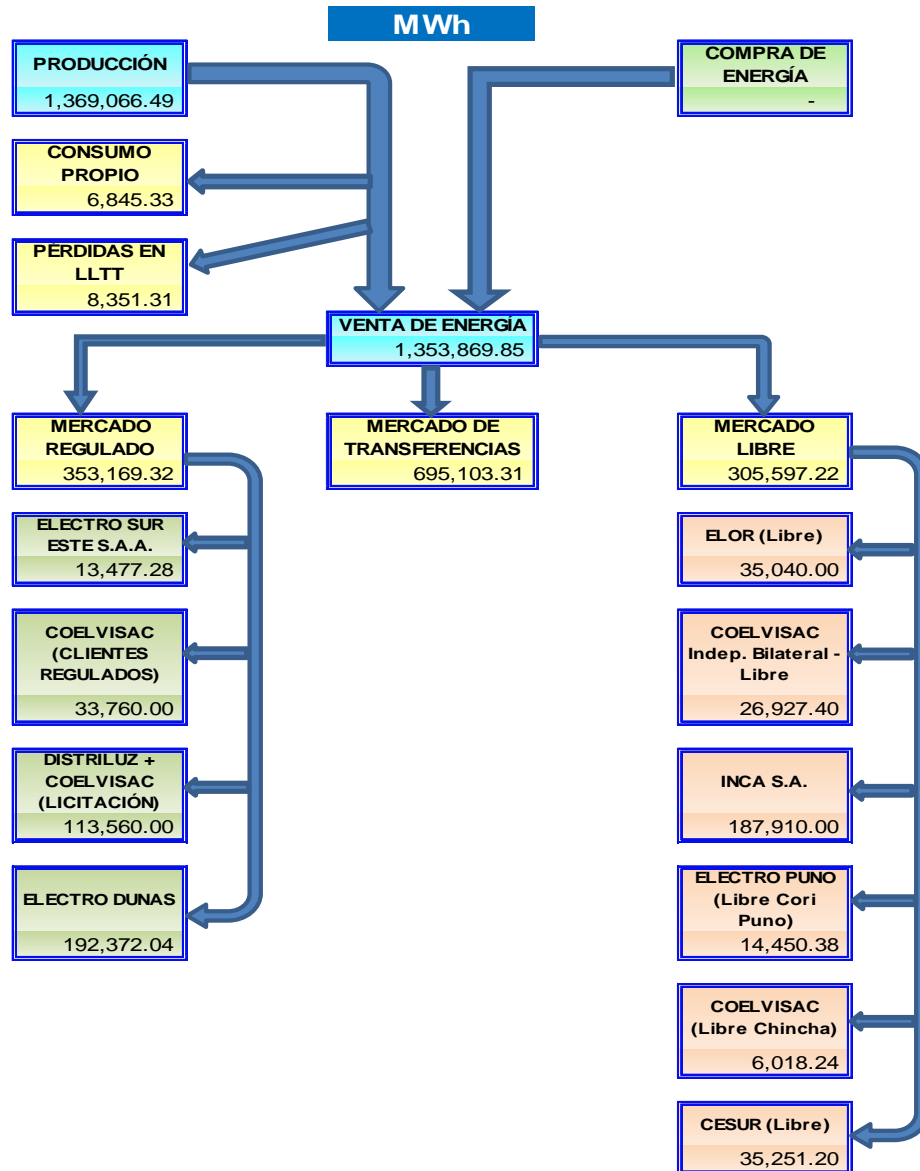 MWh
PRODUCCIÓN
1,369,066.49
COMPRA DE
ENERGÍA
-
CONSUMO
PROPIO
6,845.33
PÉRDIDAS EN
LLTT
8,351.31
VENTA DE ENERGÍA
1,353,869.85
MERCADO
REGULADO
353,169.32
MERCADO DE
TRANSFERENCIAS
695,103.31
MERCADO
LIBRE
305,597.22
ELECTRO SUR
ESTE S.A.A.
13,477.28
COELVISAC
(CLIENTES
REGULADOS)
33,760.00
DISTRILUZ +
COELVISAC
(LICITACIÓN)
113,560.00
ELECTRO DUNAS
192,372.04
ELOR (Libre)
35,040.00
COELVISAC
Indep. Bilateral -
Libre
26,927.40
INCA S.A.
187,910.00
ELECTRO PUNO
(Libre Cori
Puno)
14,450.38
COELVISAC
(Libre Chincha)
6,018.24
CESUR (Libre)
35,251.20